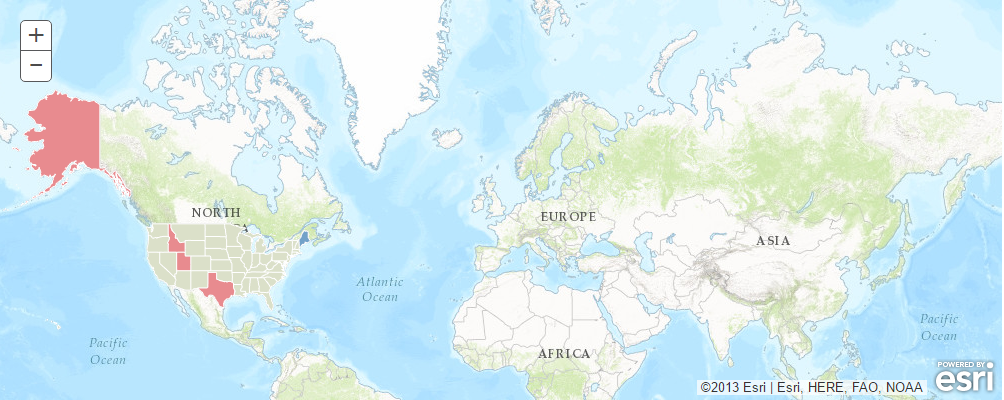 +
−
NORTH
EUROPE
ASIA
Atlantic
Ocean
Pacific
Ocean
Pacific
Ocean
AFRICA
POWERED BY
esri
©2013 Esri | Esri, HERE, FAO, NOAA